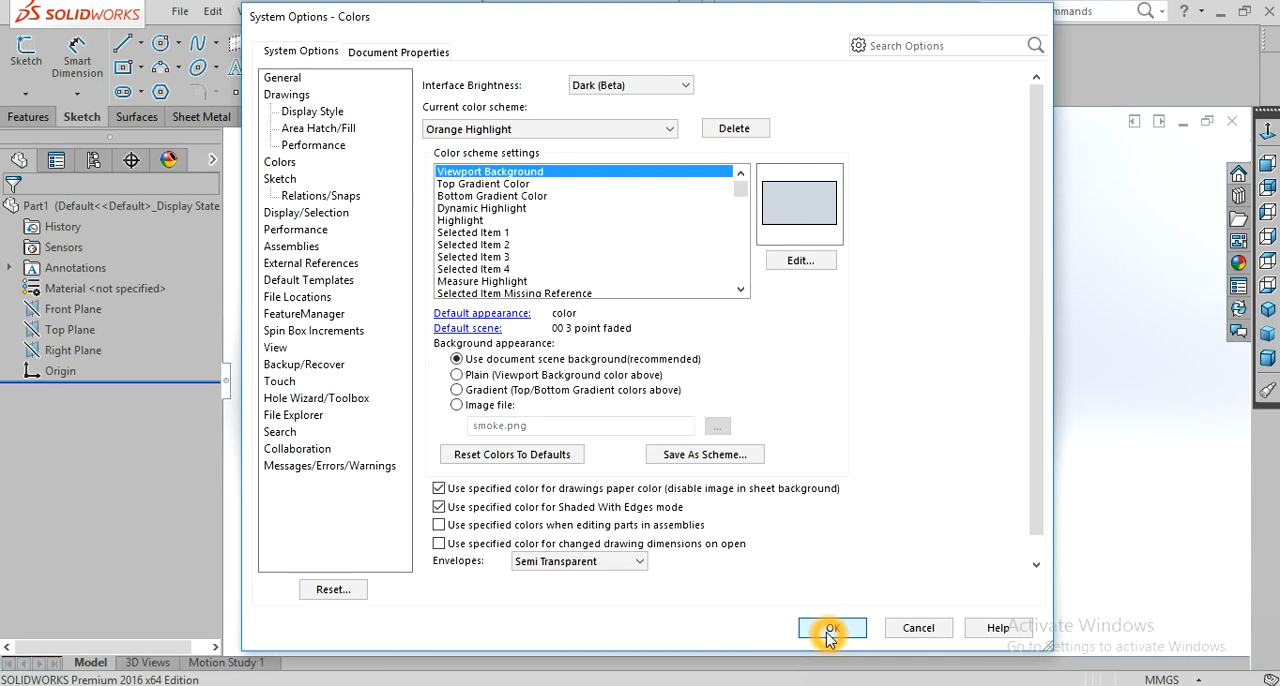 SOLIDWORKS
File
Edit
System Options - Colors
mmands
?
Sketch
Smart Dimension
Features
Sketch
Surfaces
Sheet Metal
System Options
Document Properties
Search Options
General
Drawings
Display Style
Area Hatch/Fill
Performance
Colors
Sketch
Relations/Snaps
Display/Selection
Performance
Assemblies
External References
Default Templates
File Locations
FeatureManager
Spin Box Increments
View
Backup/Recover
Touch
Hole Wizard/Toolbox
File Explorer
Search
Collaboration
Messages/Errors/Warnings
Reset...
Interface Brightness:
Dark (Beta)
Current color scheme:
Orange Highlight
Delete
Color scheme settings
Viewport Background
Top Gradient Color
Bottom Gradient Color
Dynamic Highlight
Highlight
Selected Item 1
Selected Item 2
Selected Item 3
Selected Item 4
Measure Highlight
Selected Item Missing Reference
Edit...
Default appearance: color
Default scene: 00 3 point faded
Background appearance:
Use document scene background(recommended)
Plain (Viewport Background color above)
Gradient (Top/Bottom Gradient colors above)
Image file:
smoke.png
...
Reset Colors To Defaults
Save As Scheme...
Use specified color for drawings paper color (disable image in sheet background)
Use specified color for Shaded With Edges mode
Use specified colors when editing parts in assemblies
Use specified color for changed drawing dimensions on open
Envelopes:
Semi Transparent
OK
Cancel
Help
Part1 (Default<<Default>_Display State
History
Sensors
Annotations
Material <not specified>
Front Plane
Top Plane
Right Plane
Origin
Activate Windows
Go to Settings to activate Windows.
Model
3D Views
Motion Study 1
SOLIDWORKS Premium 2016 x64 Edition
MMGS